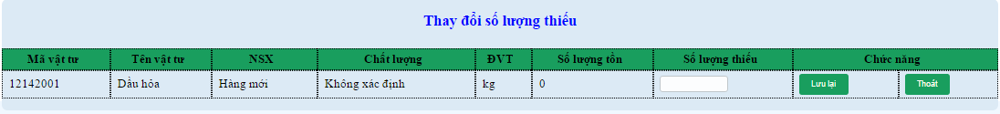 Thay đổi số lượng thiếu
Mã vật tư Tên vật tư NSX Chất lượng ĐVT Số lượng tồn Số lượng thiếu Chức năng
12142001 Dầu hỏa Hàng mới Không xác định kg 0 Lưu lại Thoát